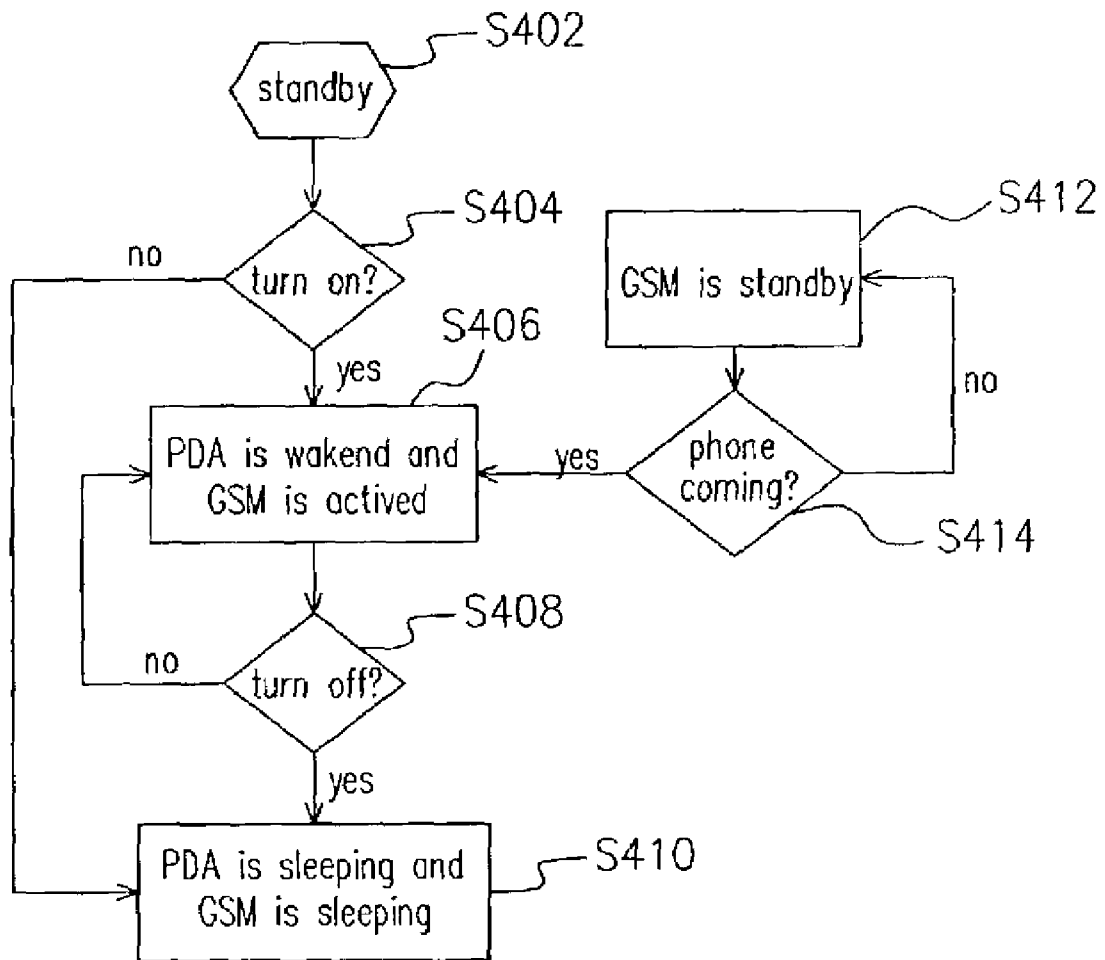 S402
standby
S404
no
turn on?
yes
S406
PDA is wakend and
GSM is actived
S412
GSM is standby
no
yes
phone
coming?
S414
S408
no
turn off?
yes
S410
PDA is sleeping and
GSM is sleeping